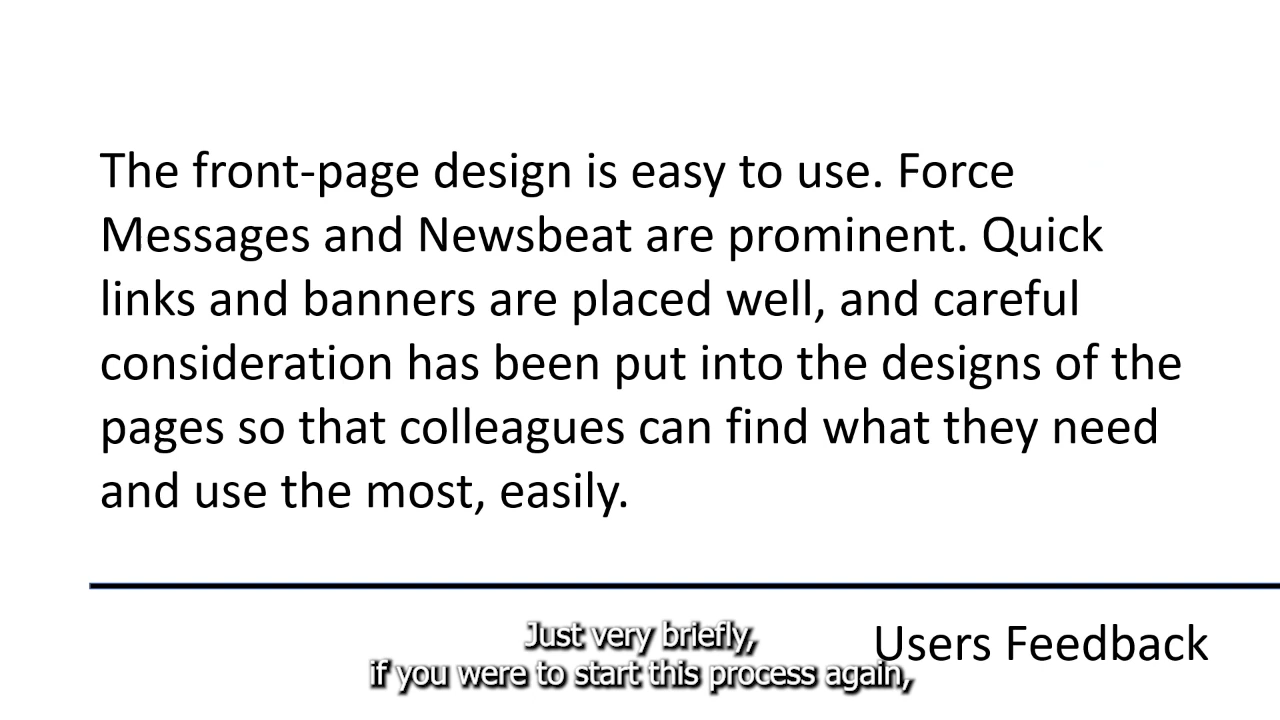 The front-page design is easy to use. Force
Messages and Newsbeat are prominent. Quick
links and banners are placed well, and careful
consideration has been put into the designs of the
pages so that colleagues can find what they need
and use the most, easily.
Users Feedback
Just very briefly,
if you were to start this process again,